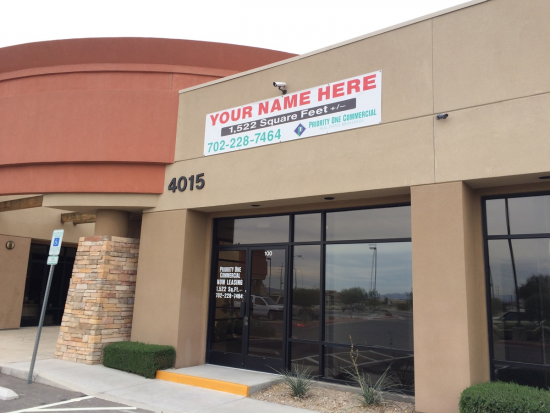 YOUR NAME HERE
1,522 Square Feet +/-
702-228-7464 PRIORITY ONE COMMERCIAL
4015
100
PRIORITY ONE
COMMERCIAL
NOW LEASING
1,522 Sq.Ft.+/-
702-228-7464